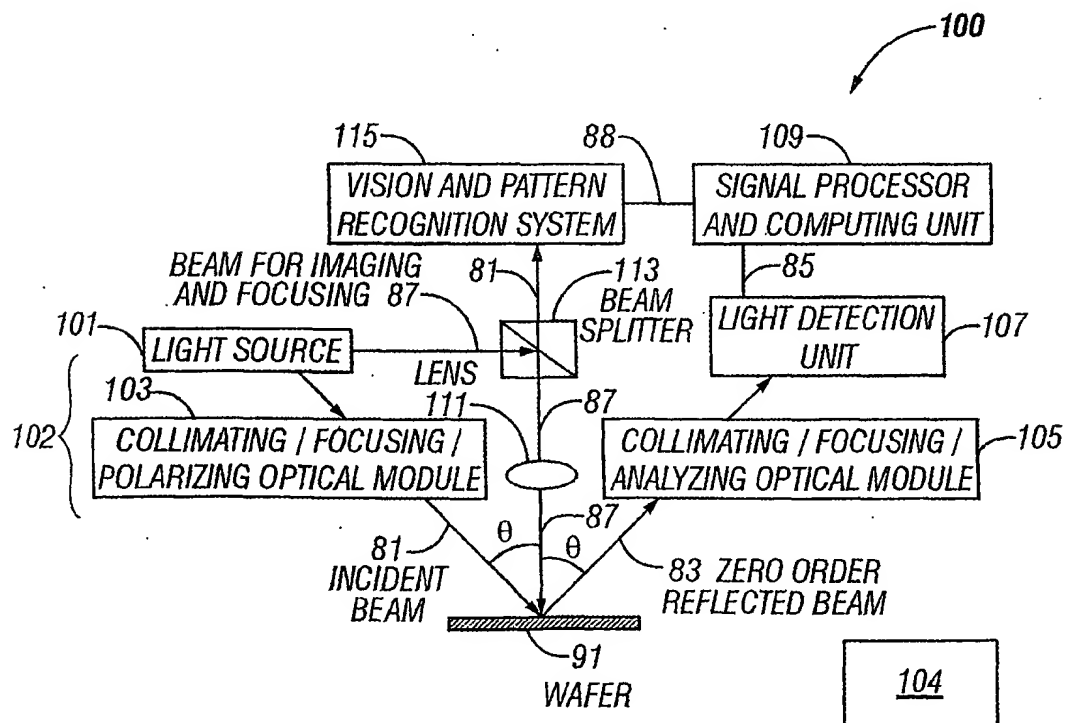 100
115
88
109
VISION AND PATTERN
RECOGNITION SYSTEM
SIGNAL PROCESSOR
AND COMPUTING UNIT
BEAM FOR IMAGING
AND FOCUSING 87
81
113
BEAM
SPLITTER
85
101
LIGHT SOURCE
LIGHT DETECTION
UNIT
107
LENS
111
87
102
103
COLLIMATING / FOCUSING /
POLARIZING OPTICAL MODULE
COLLIMATING / FOCUSING /
ANALYZING OPTICAL MODULE
105
87
θ
θ
81
INCIDENT
BEAM
83 ZERO ORDER
REFLECTED BEAM
91
WAFER
104